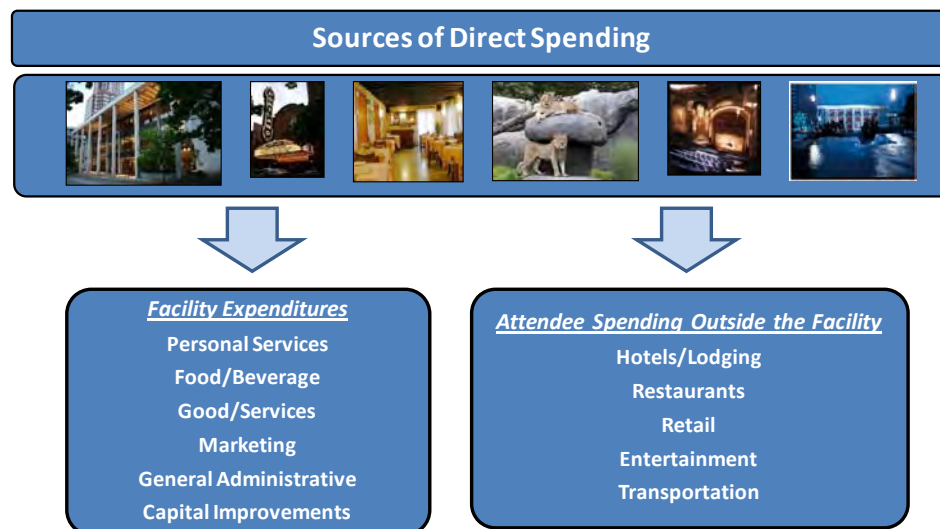 Sources of Direct Spending
Facility Expenditures
Personal Services
Food/Beverage
Good/Services
Marketing
General Administrative
Capital Improvements
Attendee Spending Outside the Facility
Hotels/Lodging
Restaurants
Retail
Entertainment
Transportation